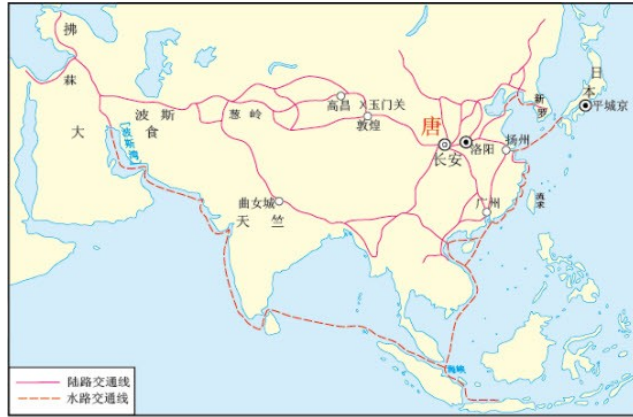 拂菻
大食
波斯
[波斯湾]
葱岭
高昌
玉门关
敦煌
唐
长安
洛阳
扬州
新罗
日本
平城京
曲女城
天竺
广州
流求
海峡
陆路交通线
水路交通线